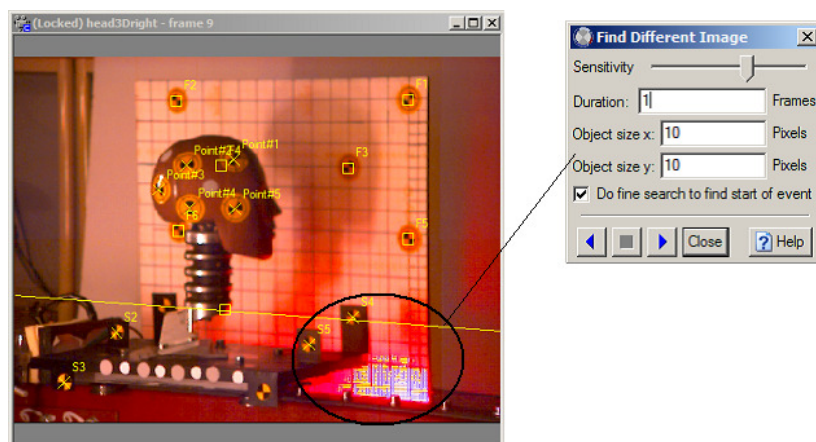 (Locked) head3Dright - frame 9
F2
F1
Point#1
Point#2
F4
F3
Point#3
Point#4
Point#5
F6
F5
S4
S2
S5
S3
Find Different Image
Sensitivity
Duration: 1 Frames
Object size x: 10 Pixels
Object size y: 10 Pixels
Do fine search to find start of event
Close
? Help